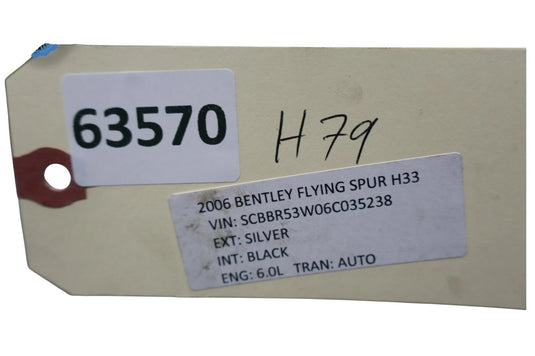 63570
H79
2006 BENTLEY FLYING SPUR H33
VIN: SCBBR53W06C035238
EXT: SILVER
INT: BLACK
ENG: 6.0L TRAN: AUTO